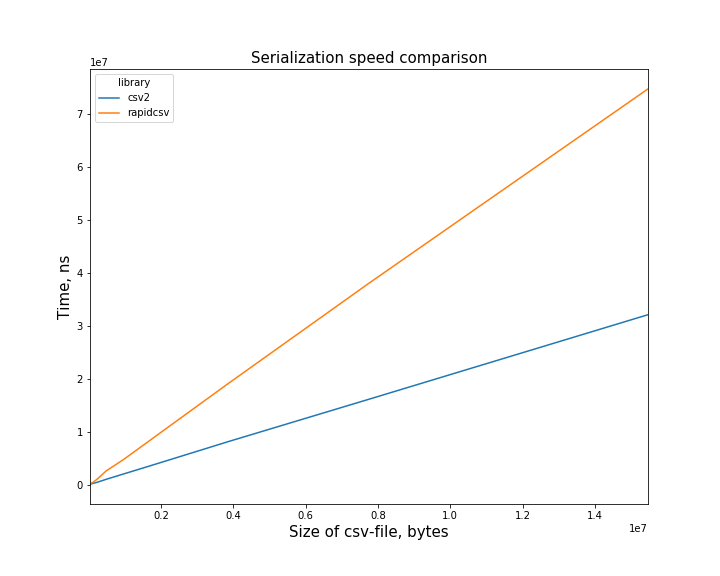 Serialization speed comparison
1e7
library
csv2
rapidcsv
7
6
5
4
3
2
1
0
Time, ns
0.2 0.4 0.6 0.8 1.0 1.2 1.4
Size of csv-file, bytes
1e7